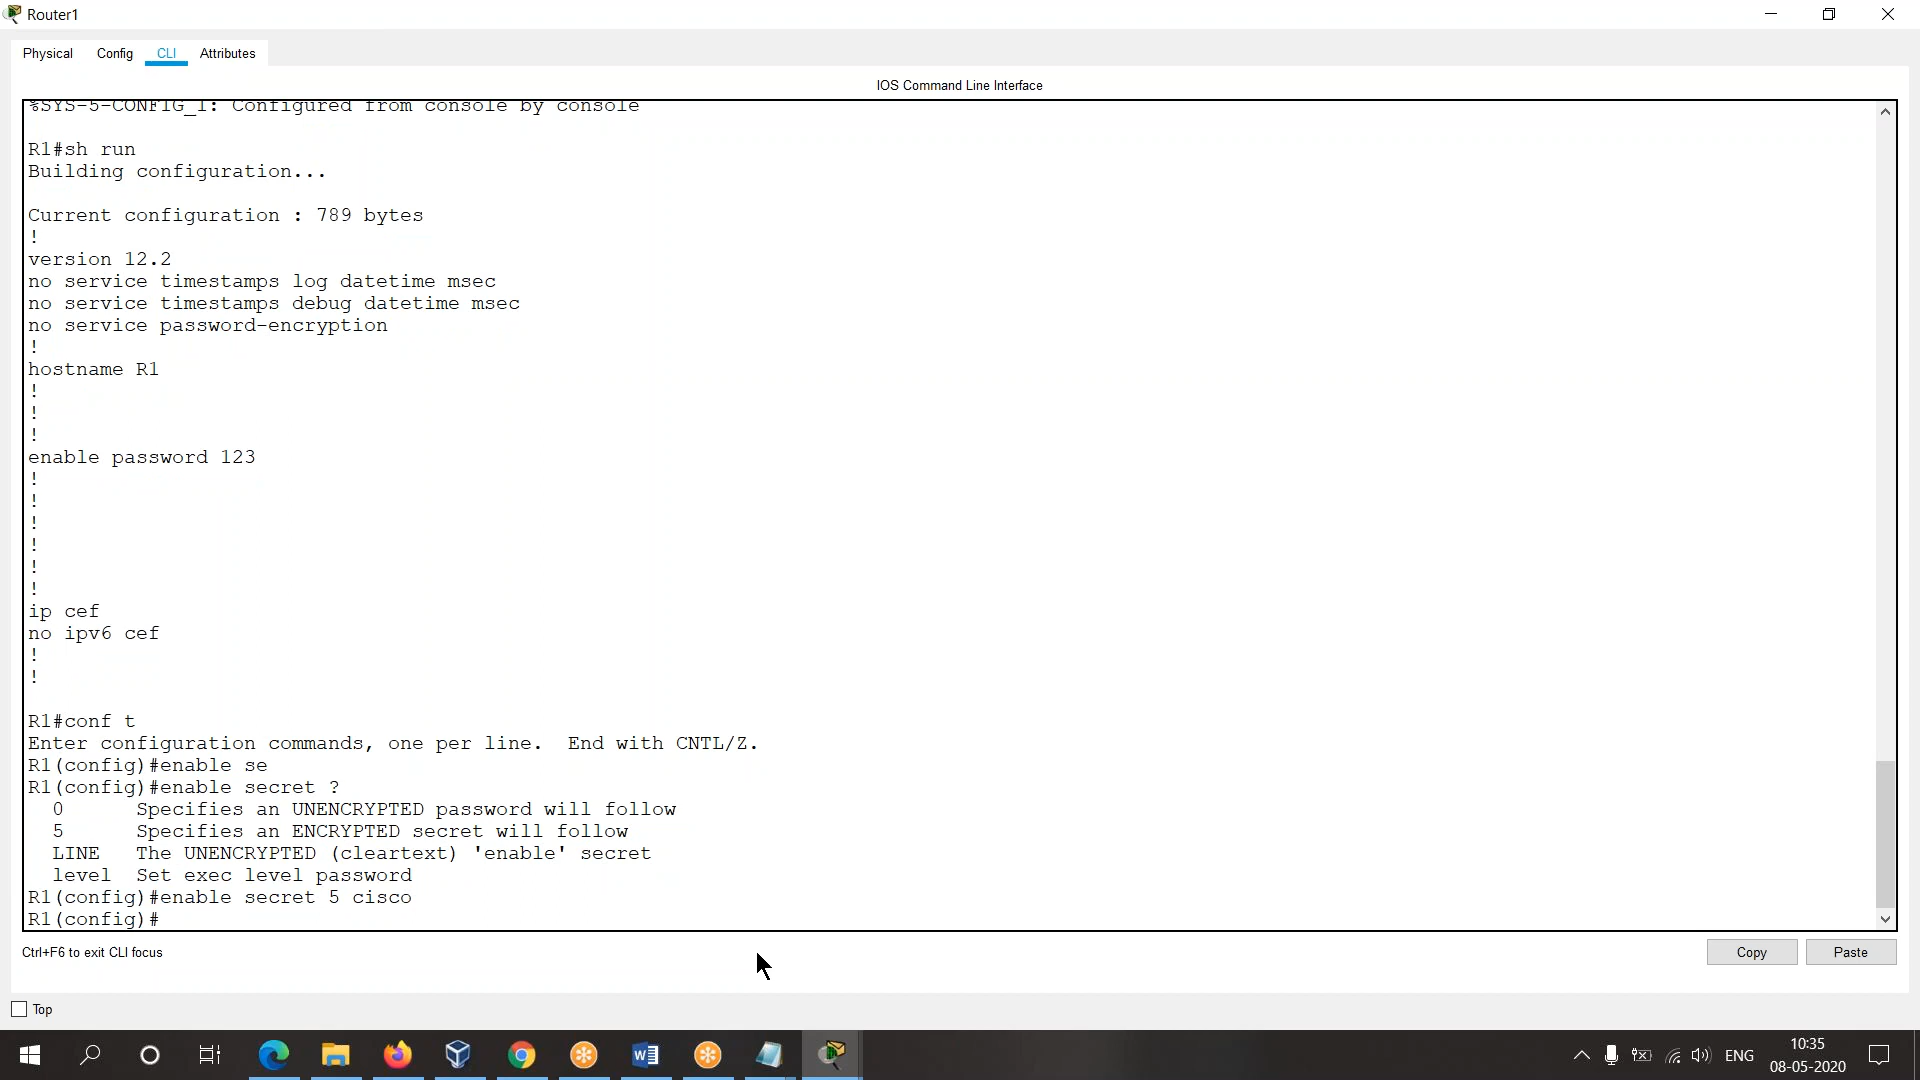 Router1
Physical Config CLI Attributes
IOS Command Line Interface
%SYS-5-CONFIG_I: Configured from console by console
R1#sh run
Building configuration...
Current configuration : 789 bytes
!
version 12.2
no service timestamps log datetime msec
no service timestamps debug datetime msec
no service password-encryption
!
hostname R1
!
!
!
enable password 123
!
!
!
!
!
!
ip cef
no ipv6 cef
!
!
R1#conf t
Enter configuration commands, one per line.  End with CNTL/Z.
R1(config)#enable se
R1(config)#enable secret ?
0 Specifies an UNENCRYPTED password will follow
5 Specifies an ENCRYPTED secret will follow
LINE The UNENCRYPTED (cleartext) 'enable' secret
level Set exec level password
R1(config)#enable secret 5 cisco
R1(config)#
Ctrl+F6 to exit CLI focus
Copy Paste
Top
ENG
10:35
08-05-2020